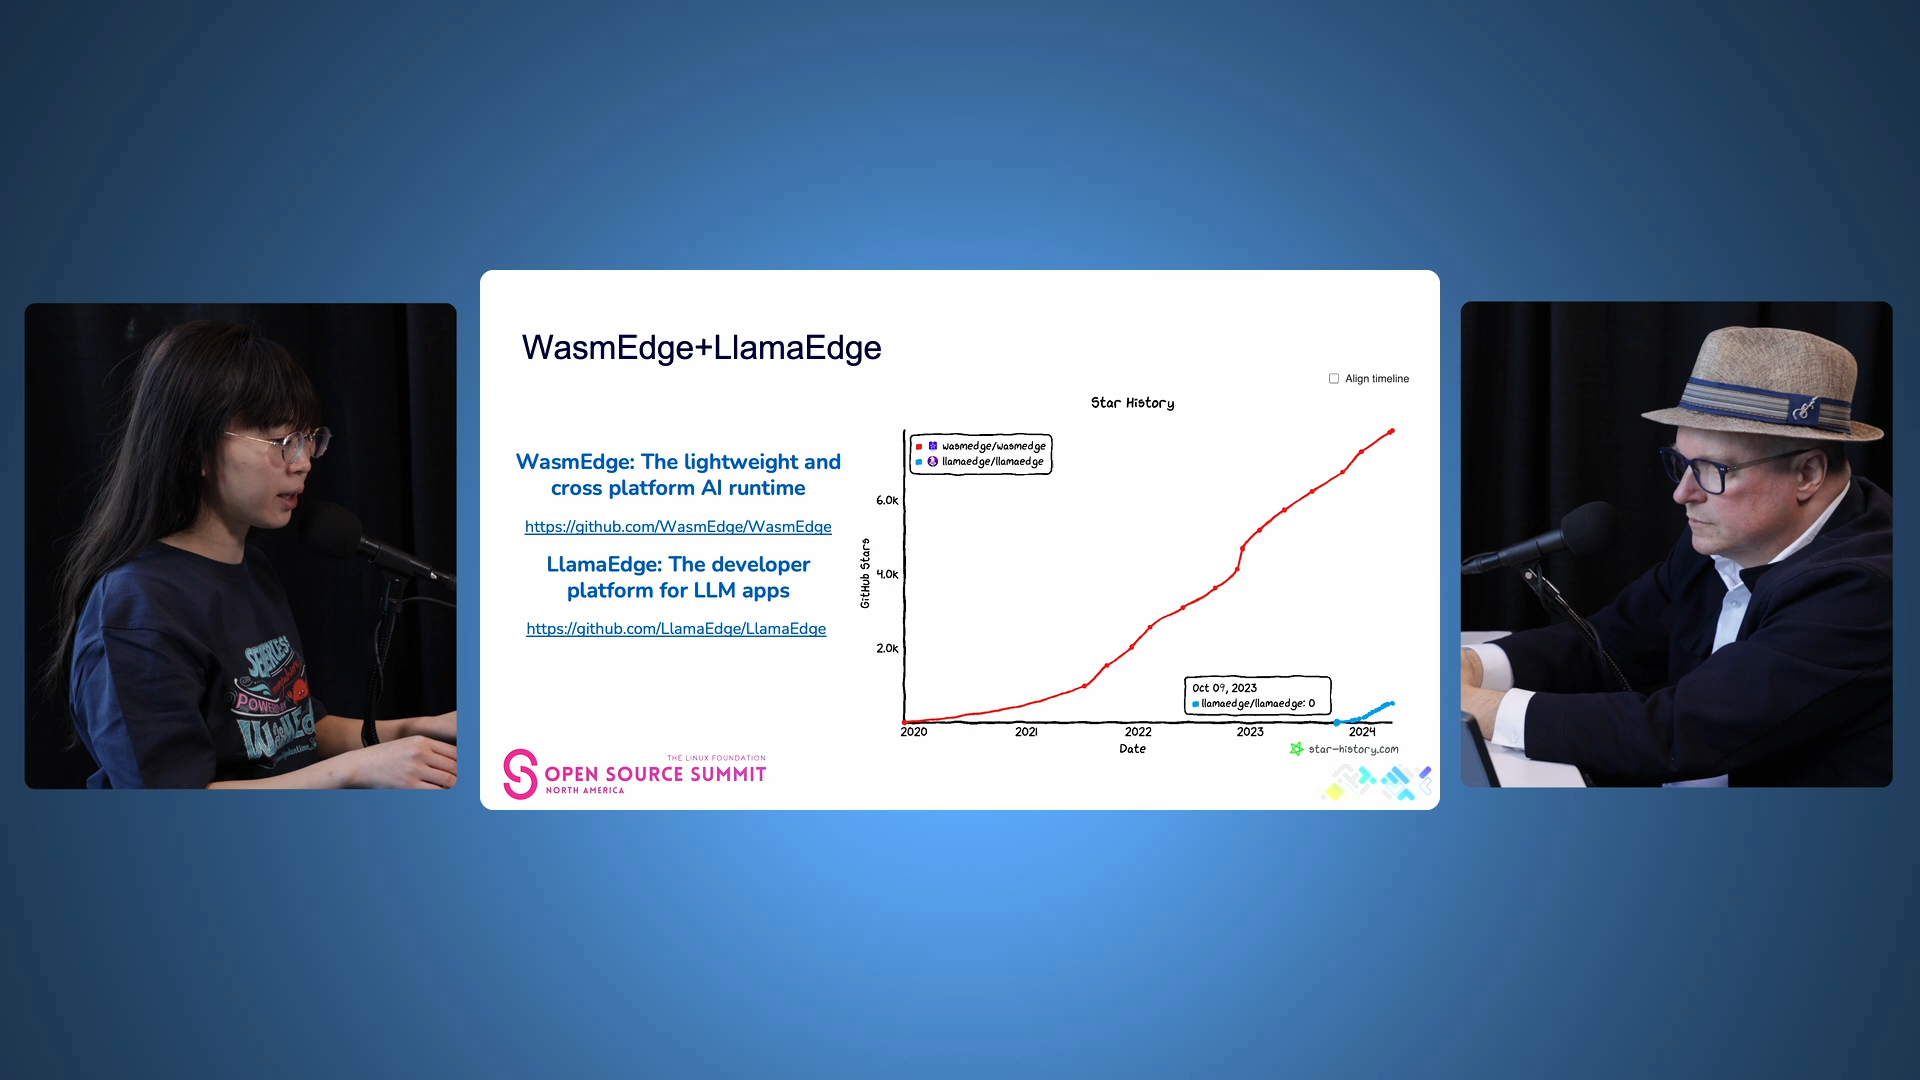 WasmEdge+LlamaEdge
Align timeline
Star History
WasmEdge: The lightweight and
cross platform AI runtime
https://github.com/WasmEdge/WasmEdge
LlamaEdge: The developer
platform for LLM apps
https://github.com/LlamaEdge/LlamaEdge
wasmedge/wasmedge
llamaedge/llamaedge
GitHub Stars
6.0k
4.0k
2.0k
Oct 09, 2023
llamaedge/llamaedge: 0
2020 2021 2022 2023 2024
Date
star-history.com
THE LINUX FOUNDATION
OPEN SOURCE SUMMIT
NORTH AMERICA
POWERED